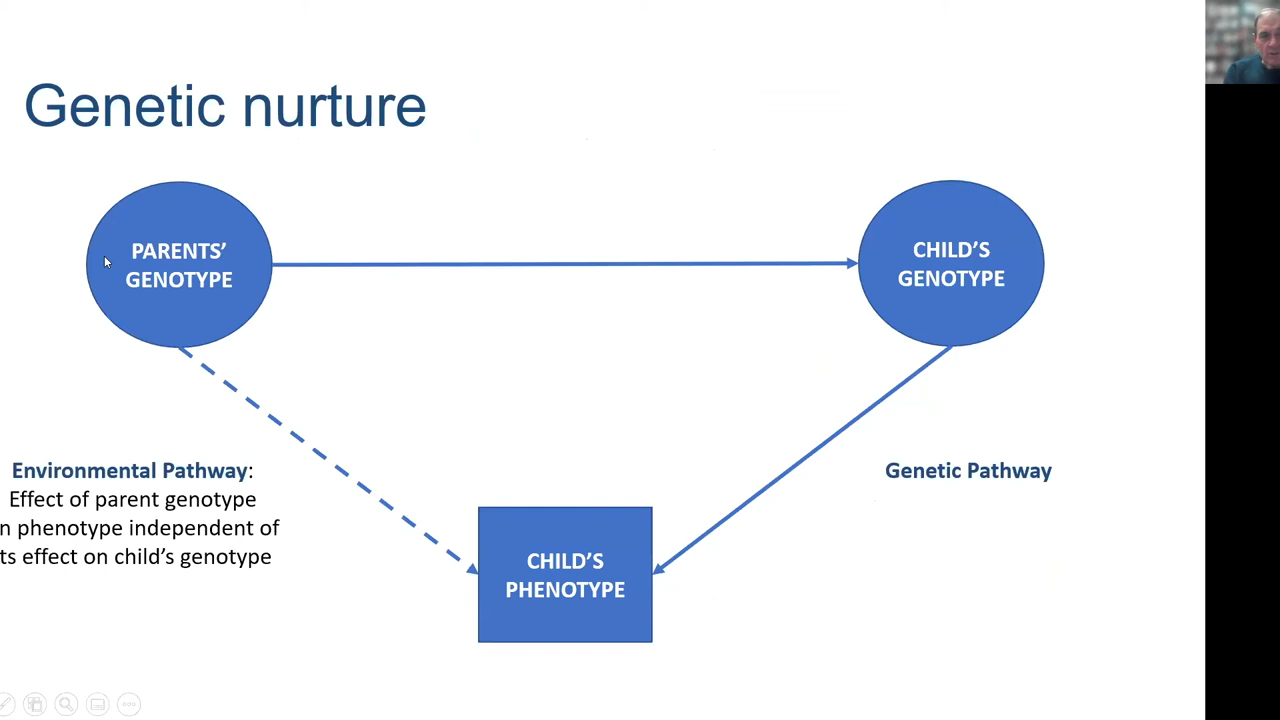 Genetic nurture
PARENTS'
GENOTYPE
CHILD'S
GENOTYPE
Environmental Pathway:
Effect of parent genotype
n phenotype independent of
ts effect on child's genotype
Genetic Pathway
CHILD'S
PHENOTYPE